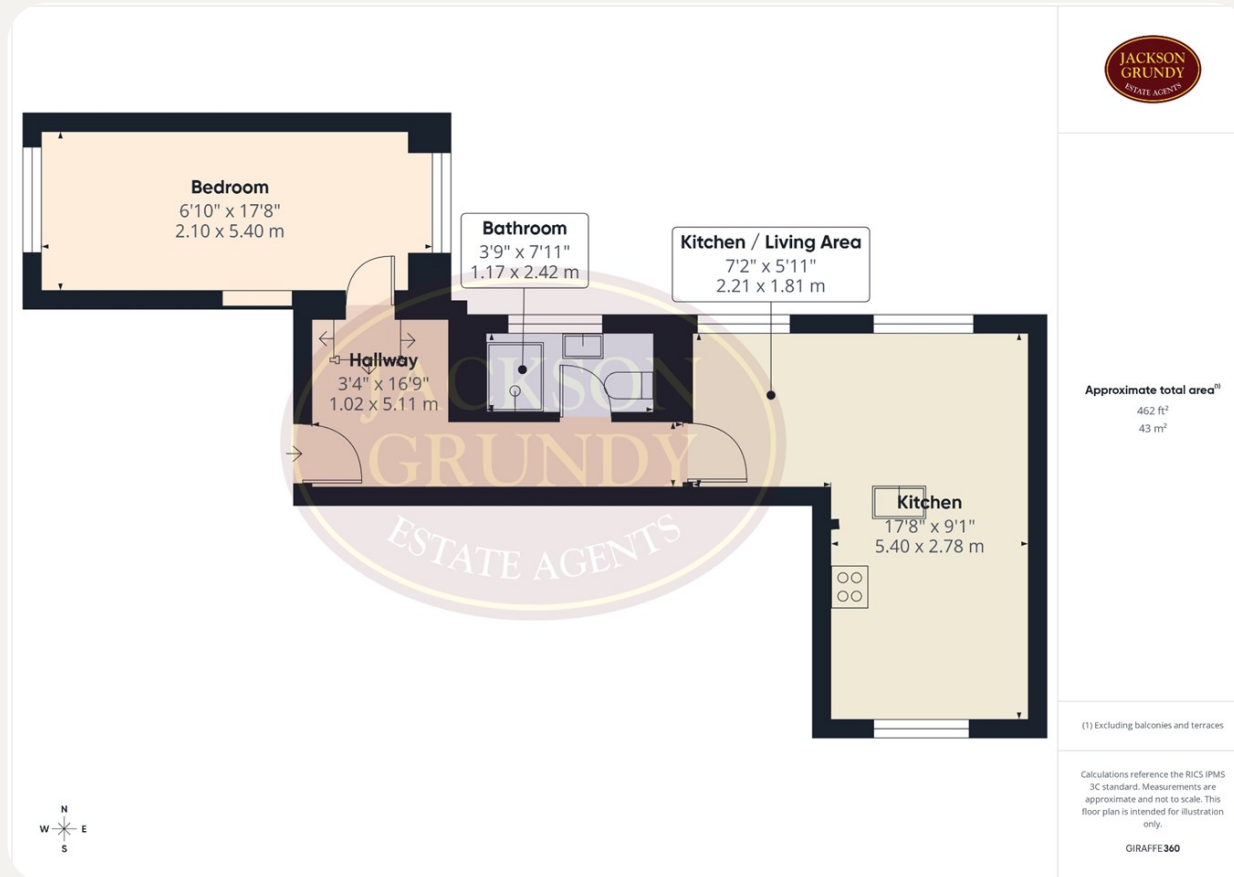 JACKSON
GRUNDY
ESTATE AGENTS
Bedroom
6'10" x 17'8"
2.10 x 5.40 m
Bathroom
3'9" x 7'11"
1.17 x 2.42 m
Kitchen / Living Area
7'2" x 5'11"
2.21 x 1.81 m
Hallway
3'4" x 16'9"
1.02 x 5.11 m
JACKSON
GRUNDY
ESTATE AGENTS
Kitchen
17'8" x 9'1"
5.40 x 2.78 m
Approximate total area(1)
462 ft²
43 m²
(1) Excluding balconies and terraces
Calculations reference the RICS IPMS
3C standard. Measurements are
approximate and not to scale. This
floor plan is intended for illustration
only.
GIRAFFE360
N
W E
S